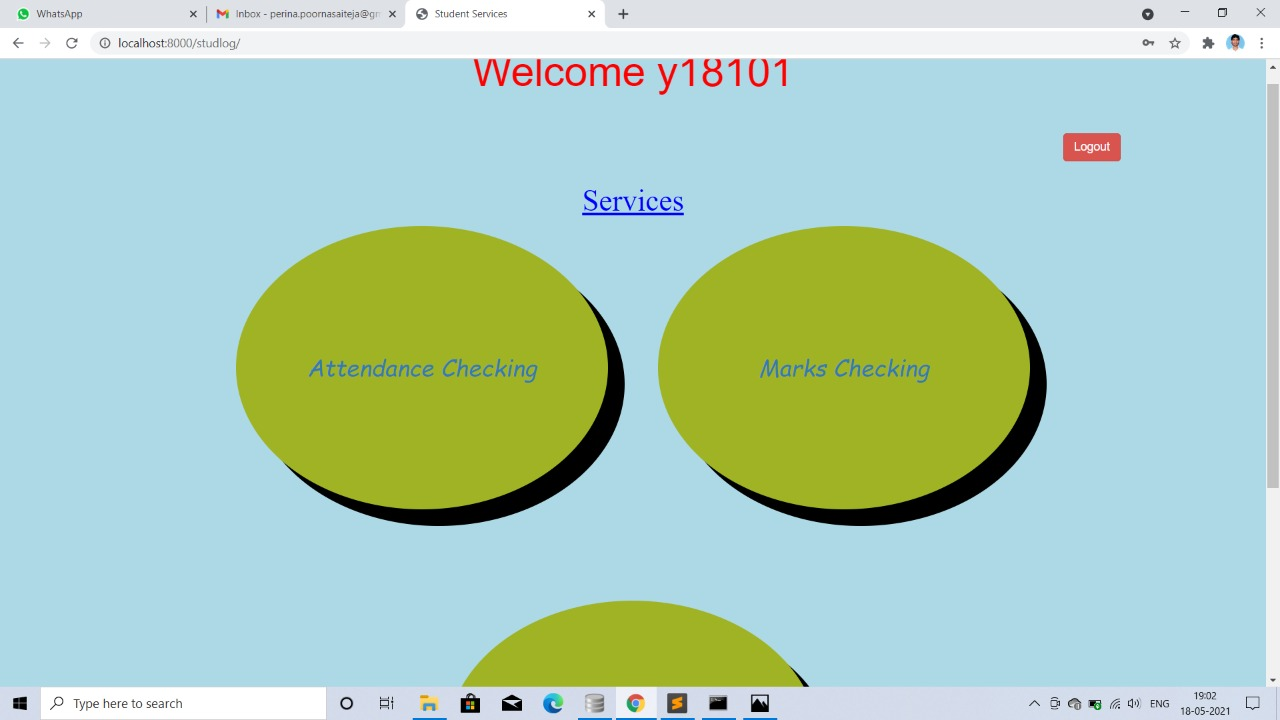 WhatsApp
Inbox - perina.poornasaiteja@gr
Student Services
localhost:8000/studlog/
Welcome y18101
Logout
Services
Attendance Checking
Marks Checking
Type here to search
ENG
19:02
18-05-2021